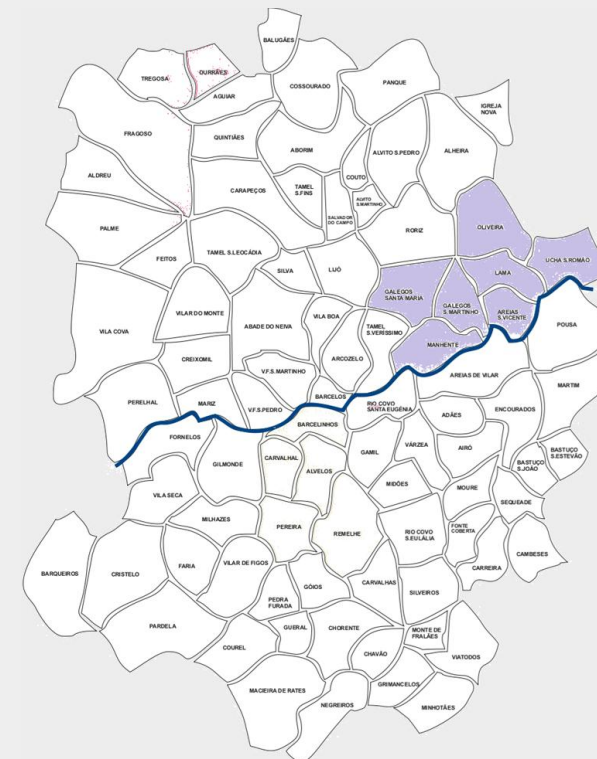 BALUGÃES
TREGOSA
DURRÃES
COSSOURADO
PANQUE
AGUIAR
IGREJA
NOVA
FRAGOSO
QUINTIÃES
ABORIM
ALVITO S.PEDRO
ALHEIRA
ALDREU
COUTO
CARAPEÇOS
TAMEL
S.FINS
ALVITO
S.MARTINHO
SALVADOR
DO CAMPO
PALME
RORIZ
OLIVEIRA
FEITOS
TAMEL S.LEOCÁDIA
UCHA S.ROMÃO
SILVA
LIJÓ
LAMA
GALEGOS
SANTA MARIA
GALEGOS
S.MARTINHO
AREIAS
S.VICENTE
VILAR DO MONTE
VILA BOA
POUSA
VILA COVA
ABADE DO NEIVA
TAMEL
S.VERÍSSIMO
MANHENTE
CREIXOMIL
ARCOZELO
V.F.S.MARTINHO
AREIAS DE VILAR
MARTIM
PERELHAL
MARIZ
V.F.S.PEDRO
BARCELOS
RIO COVO
SANTA EUGÉNIA
ADÃES
ENCOURADOS
BARCELINHOS
FORNELOS
GILMONDE
CARVALHAL
ALVELOS
GAMIL
VÁRZEA
AIRÓ
BASTUÇO
S.ESTEVÃO
BASTUÇO
S.JOÃO
MIDÕES
MOURE
VILA SECA
SEQUEADE
MILHAZES
PEREIRA
REMELHE
RIO COVO
S.EULÁLIA
FONTE
COBERTA
CAMBESES
BARQUEIROS
CRISTELO
FARIA
VILAR DE FIGOS
CARREIRA
GÓIOS
CARVALHAS
SILVEIROS
PEDRA
FURADA
PARDELA
GUERAL
CHORENTE
MONTE DE
FRALÃES
COUREL
CHAVÃO
VIATODOS
MACIEIRA DE RATES
GRIMANCELOS
NEGREIROS
MINHOTÃES